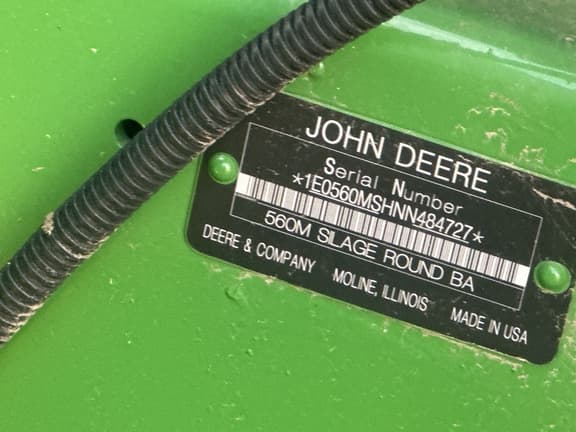 JOHN DEERE
Serial Number
*1E0560MSHNN484727*
560M SILAGE ROUND BA
DEERE & COMPANY MOLINE, ILLINOIS MADE IN USA